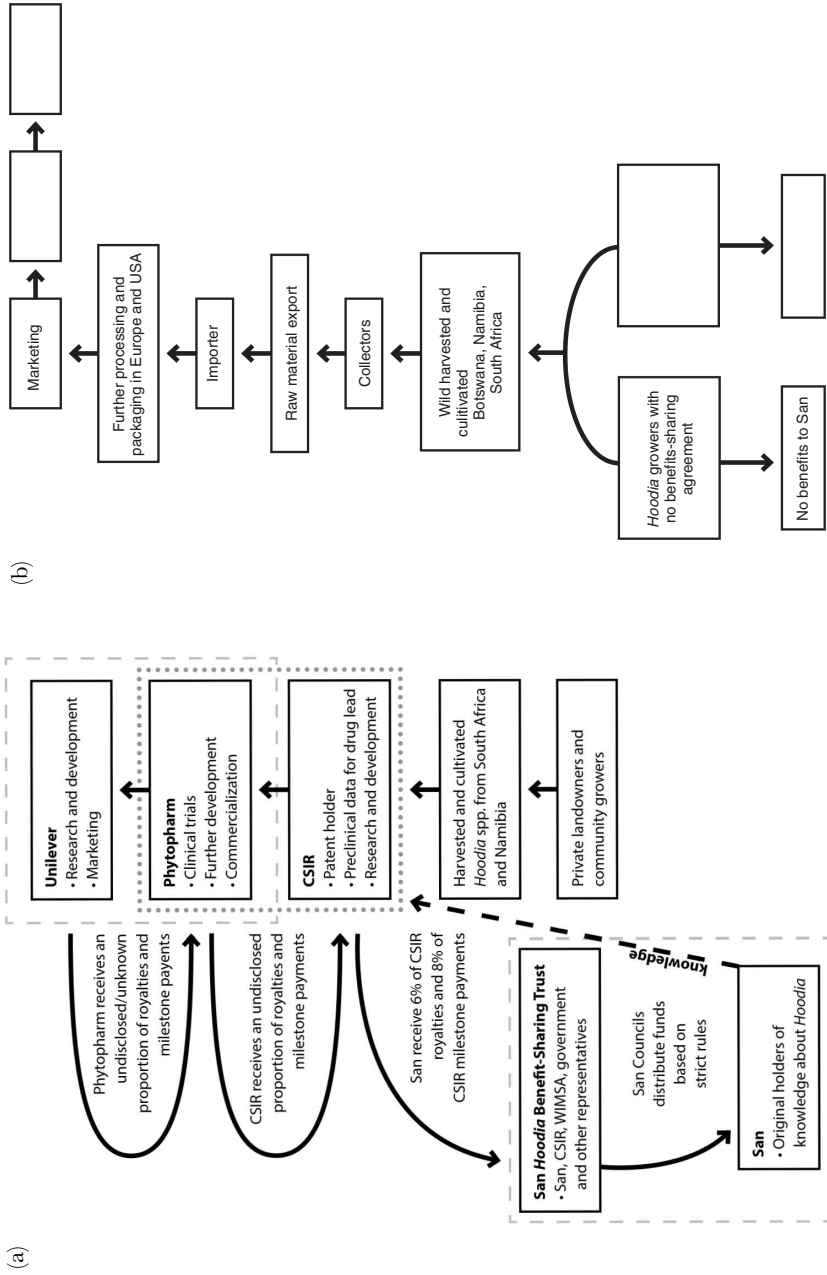 (a)
Unilever
• Research and development
• Marketing
Phytopharm
• Clinical trials
• Further development
• Commercialization
CSIR
• Patent holder
• Preclinical data for drug lead
• Research and development
Harvested and cultivated
Hoodia spp. from South Africa
and Namibia
Private landowners and
community growers
Phytopharm receives an
undisclosed/unknown
proportion of royalties and
milestone payents
CSIR receives an undisclosed
proportion of royalties and
milestone payments
San receive 6% of CSIR
royalties and 8% of
CSIR milestone payments
San Hoodia Benefit-Sharing Trust
• San, CSIR, WIMSA, government
and other representatives
knowledge
San Councils
distribute funds
based on
strict rules
San
• Original holders of
knowledge about Hoodia
(b)
Marketing
Further processing and
packaging in Europe and USA
Importer
Raw material export
Collectors
Wild harvested and
culitivated
Botswana, Namibia,
South Africa
Hoodia growers with
no benefits-sharing
agreement
No benefits to San